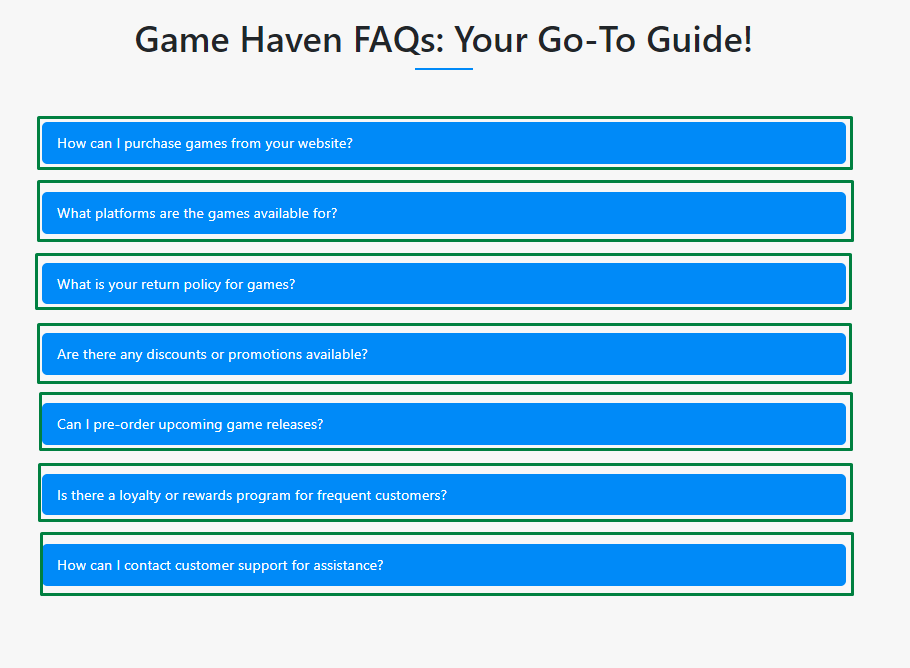 Game Haven FAQs: Your Go-To Guide!
How can I purchase games from your website?
What platforms are the games available for?
What is your return policy for games?
Are there any discounts or promotions available?
Can I pre-order upcoming game releases?
Is there a loyalty or rewards program for frequent customers?
How can I contact customer support for assistance?